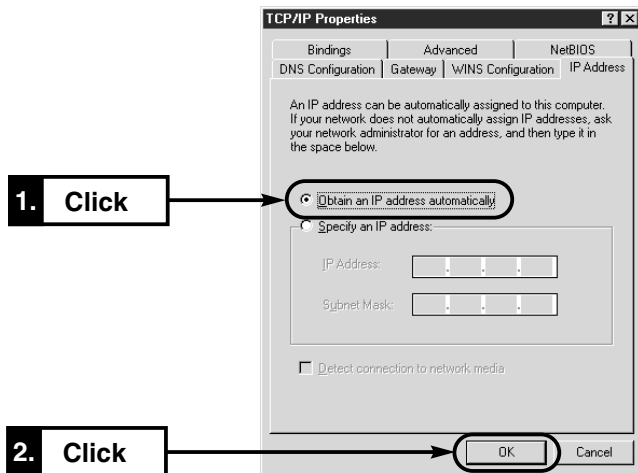 TCP/IP Properties
Bindings Advanced NetBIOS
DNS Configuration Gateway WINS Configuration IP Address
An IP address can be automatically assigned to this computer.
If your network does not automatically assign IP addresses, ask
your network administrator for an address, and then type it in
the space below.
1. Click
Obtain an IP address automatically
Specify an IP address:
IP Address:
Subnet Mask:
Detect connection to network media
2. Click
OK Cancel